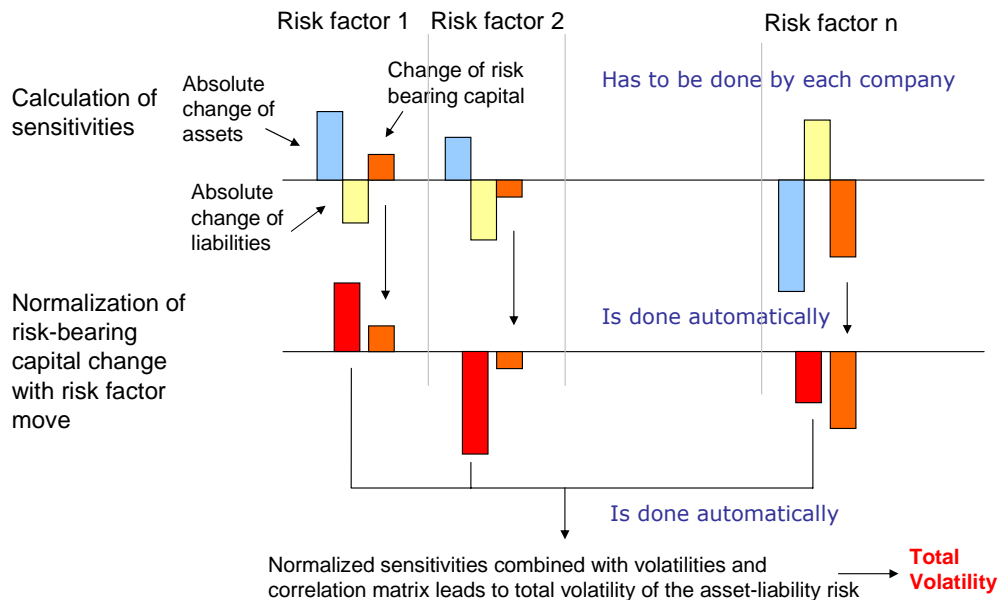 Risk factor 1
Risk factor 2
Risk factor n
Calculation of
sensitivities
Absolute
change of
assets
Change of risk
bearing capital
Has to be done by each company
Absolute
change of
liabilities
Normalization of
risk-bearing
capital change
with risk factor
move
Is done automatically
Is done automatically
Normalized sensitivities combined with volatilities and
correlation matrix leads to total volatility of the asset-liability risk
Total
Volatility